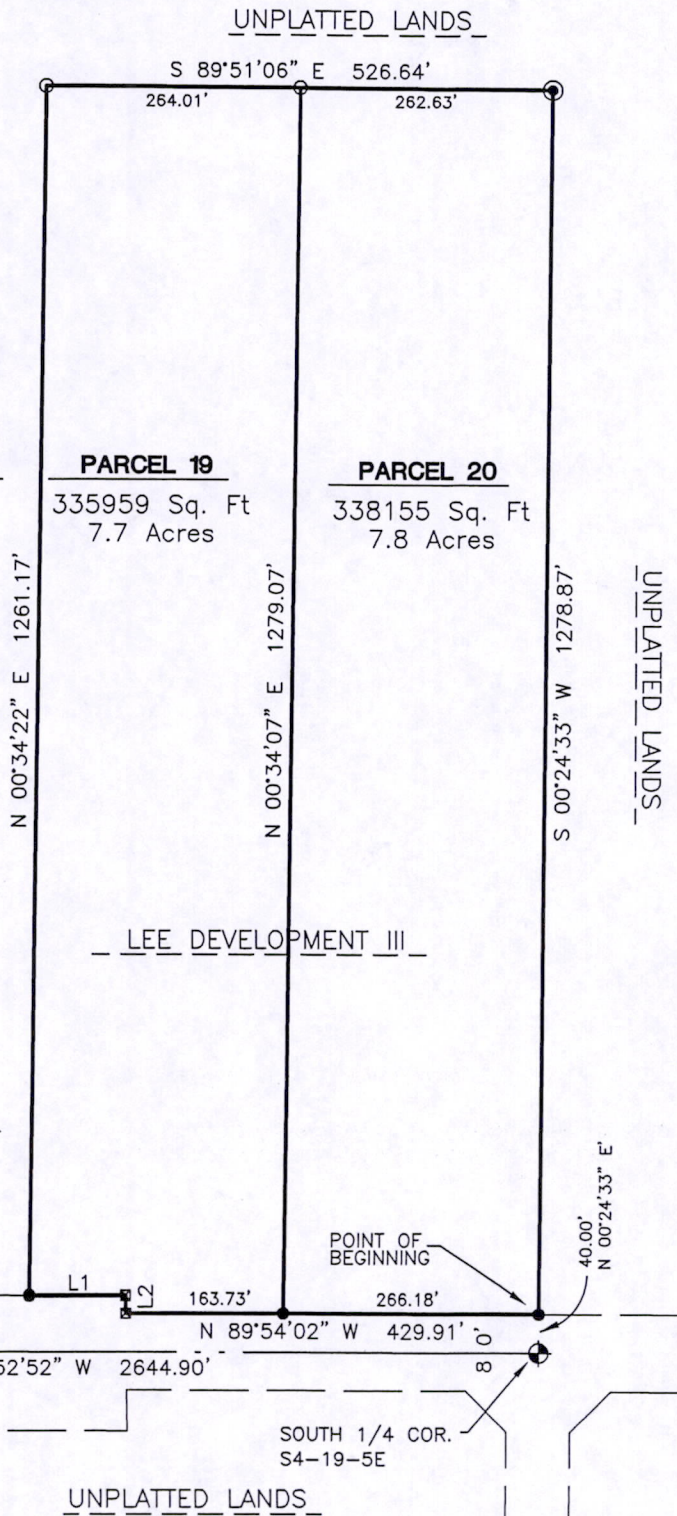 UNPLATTED LANDS
S 89°51'06" E 526.64'
264.01'
262.63'
PARCEL 19
335959 Sq. Ft
7.7 Acres
PARCEL 20
338155 Sq. Ft
7.8 Acres
N 00°34'22" E 1261.17'
N 00°34'07" E 1279.07'
S 00°24'33" W 1278.87'
UNPLATTED LANDS
LEE DEVELOPMENT III
POINT OF
BEGINNING
40.00'
N 00°24'33" E'
L1
L2
163.73'
266.18'
N 89°54'02" W 429.91'
80'
52'52" W 2644.90'
SOUTH 1/4 COR.
S4-19-5E
UNPLATTED LANDS